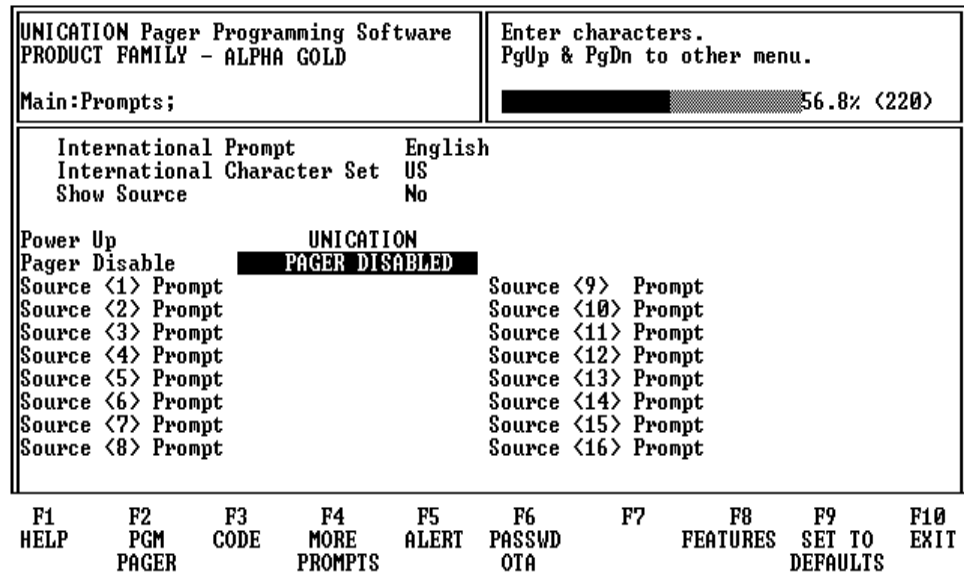 UNICATION Pager Programming Software
PRODUCT FAMILY - ALPHA GOLD
Main:Prompts;
Enter characters.
PgUp & PgDn to other menu.
56.8% (220)
International Prompt English
International Character Set US
Show Source No
Power Up UNICATION
Pager Disable PAGER DISABLED
Source <1> Prompt Source <9> Prompt
Source <2> Prompt Source <10> Prompt
Source <3> Prompt Source <11> Prompt
Source <4> Prompt Source <12> Prompt
Source <5> Prompt Source <13> Prompt
Source <6> Prompt Source <14> Prompt
Source <7> Prompt Source <15> Prompt
Source <8> Prompt Source <16> Prompt
F1 F2 F3 F4 F5 F6 F7 F8 F9 F10
HELP PGM CODE MORE ALERT PASSWD FEATURES SET TO EXIT
PAGER PROMPTS OTA DEFAULTS